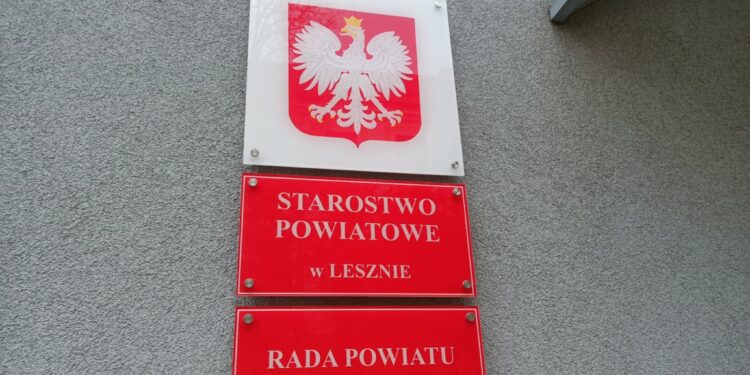 STAROSTWO
POWIATOWE
w LESZNIE
RADA POWIATU